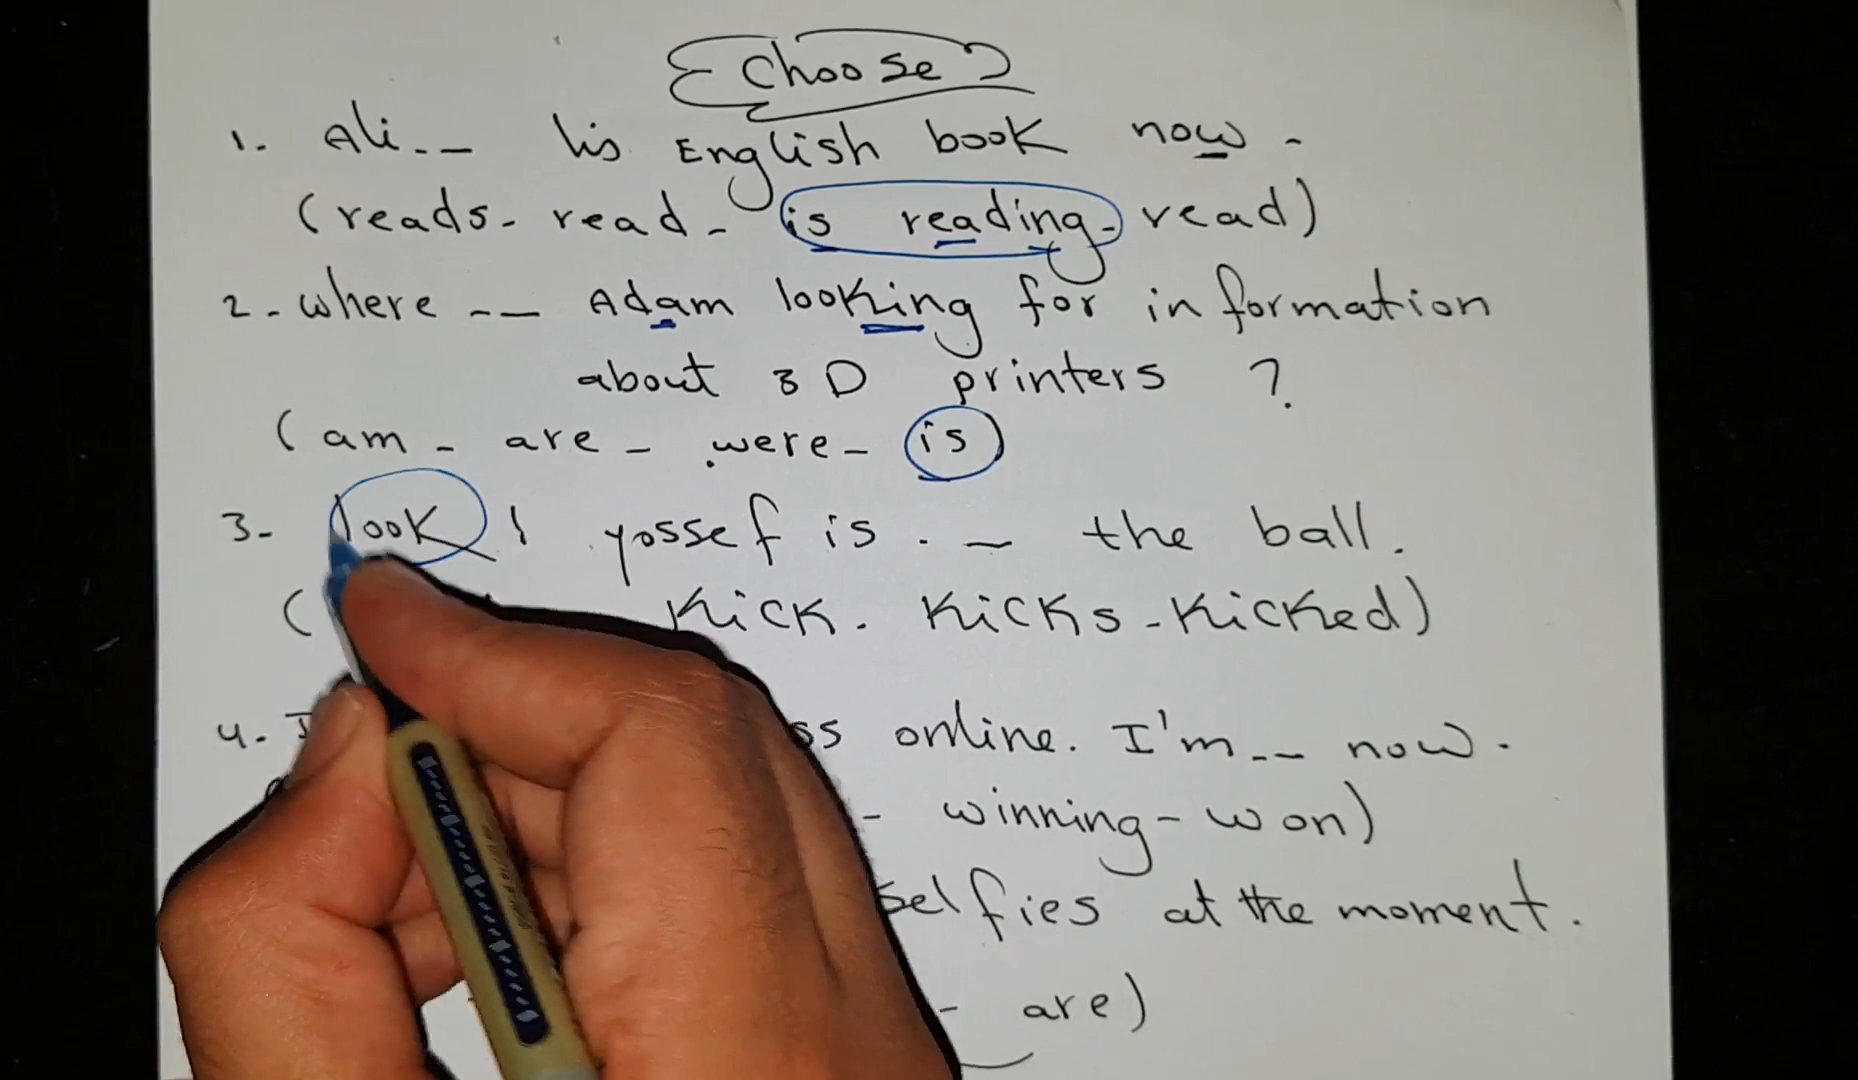 Choose
1. Ali -- his English book now.
(reads - read - is reading - read)
2 - where -- Adam looking for information
about 3D printers ?
(am - are - were - is)
3 - look ! yossef is -- the ball.
( Kick. Kicks - Kicked)
4. online. I'm -- now.
- winning - won)
selfies at the moment.
- are)